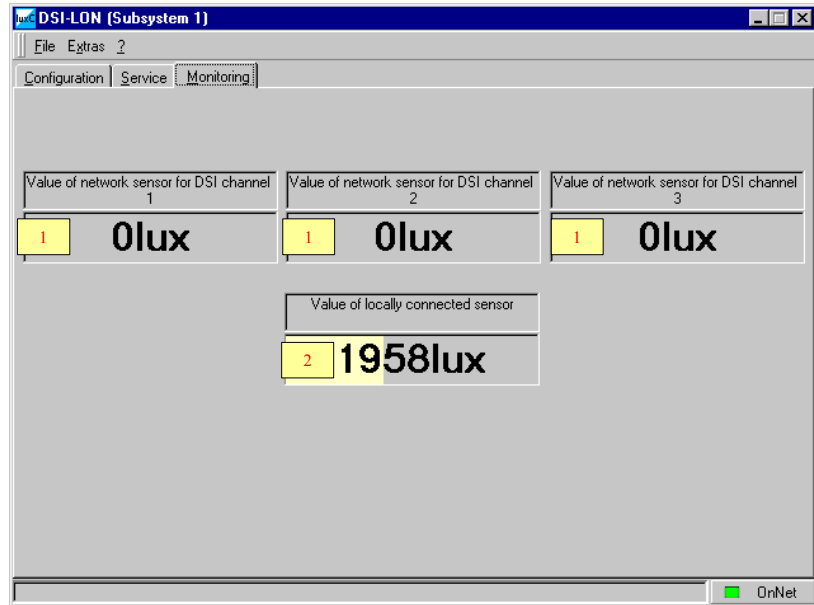 luxC DSI-LON (Subsystem 1)
File Extras ?
Configuration Service Monitoring
Value of network sensor for DSI channel
1
Value of network sensor for DSI channel
2
Value of network sensor for DSI channel
3
1 0lux
1 0lux
1 0lux
Value of locally connected sensor
2 1958lux
OnNet